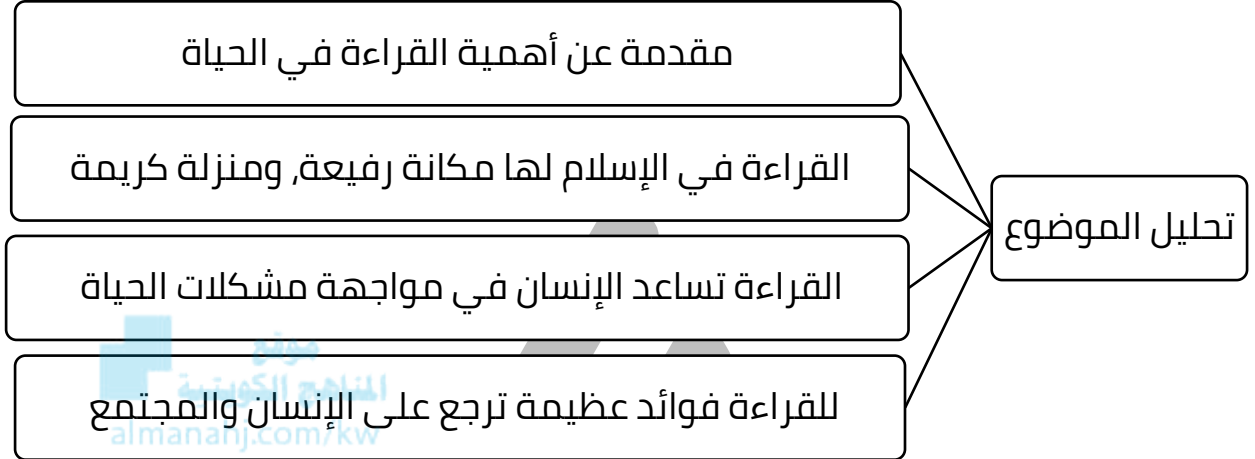 مقدمة عن أهمية القراءة في الحياة
القراءة في الإسلام لها مكانة رفيعة, ومنزلة كريمة
تحليل الموضوع
القراءة تساعد الإنسان في مواجهة مشكلات الحياة
موقع
المناهج الكويتية
للقراءة فوائد عظيمة ترجع على الإنسان والمجتمع
almanahj.com/kw